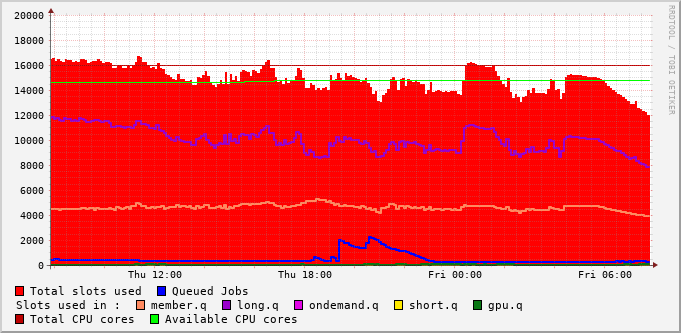 20000
18000
16000
14000
12000
10000
8000
6000
4000
2000
0
Thu 12:00 Thu 18:00 Fri 00:00 Fri 06:00
RRDTOOL / TOBI OETIKER
Total slots used Queued Jobs
Slots used in : member.q long.q ondemand.q short.q gpu.q
Total CPU cores Available CPU cores